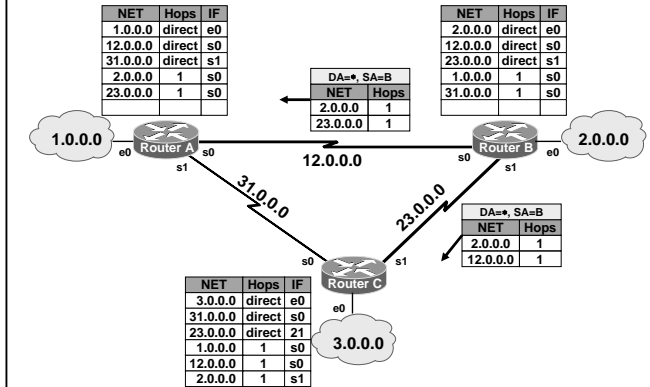 NET Hops IF
1.0.0.0 direct e0
12.0.0.0 direct s0
31.0.0.0 direct s1
2.0.0.0 1 s0
23.0.0.0 1 s0
NET Hops IF
2.0.0.0 direct e0
12.0.0.0 direct s0
23.0.0.0 direct s1
1.0.0.0 1 s0
31.0.0.0 1 s0
DA=*, SA=B
NET Hops
2.0.0.0 1
23.0.0.0 1
1.0.0.0
e0
Router A
s0
s1
12.0.0.0
s0
Router B
e0
s1
2.0.0.0
31.0.0.0
23.0.0.0
DA=*, SA=B
NET Hops
2.0.0.0 1
12.0.0.0 1
s0
Router C
s1
e0
3.0.0.0
NET Hops IF
3.0.0.0 direct e0
31.0.0.0 direct s0
23.0.0.0 direct 21
1.0.0.0 1 s0
12.0.0.0 1 s0
2.0.0.0 1 s1